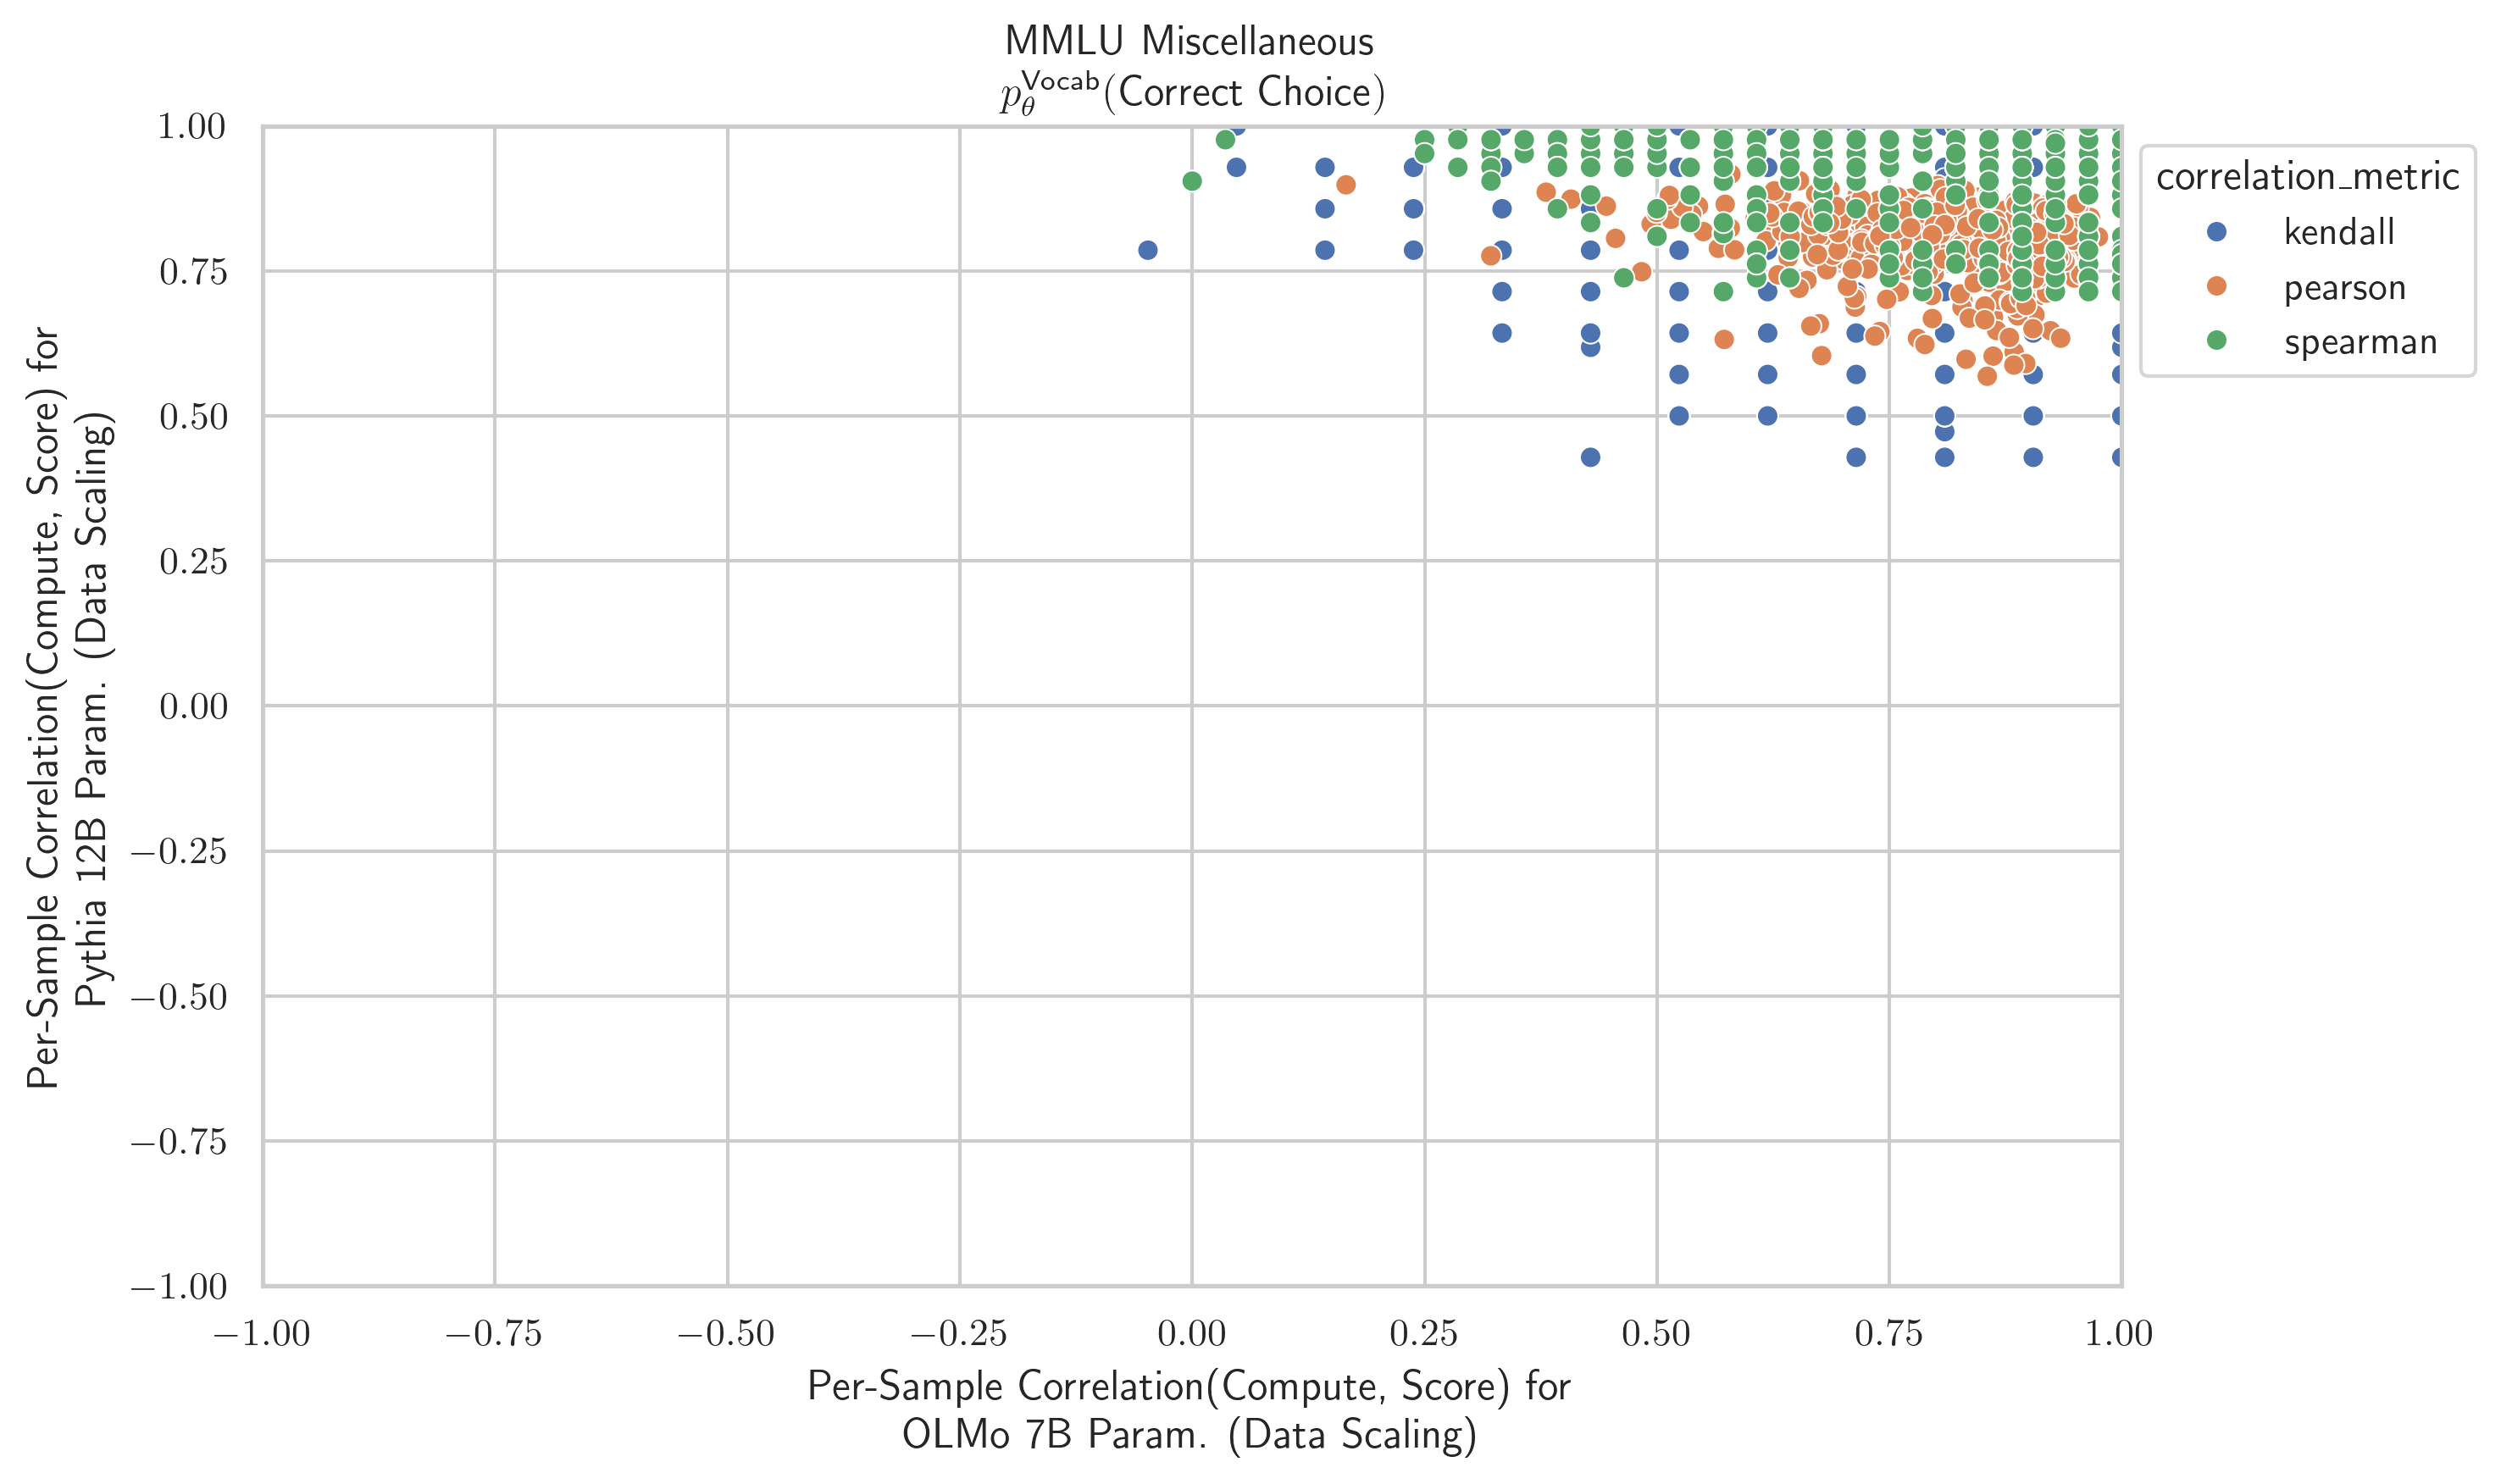 MMLU Miscellaneous
p_θ^Vocab(Correct Choice)
correlation_metric
kendall
pearson
spearman
Per-Sample Correlation(Compute, Score) for
Pythia 12B Param. (Data Scaling)
1.00
0.75
0.50
0.25
0.00
−0.25
−0.50
−0.75
−1.00
−1.00 −0.75 −0.50 −0.25 0.00 0.25 0.50 0.75 1.00
Per-Sample Correlation(Compute, Score) for
OLMo 7B Param. (Data Scaling)